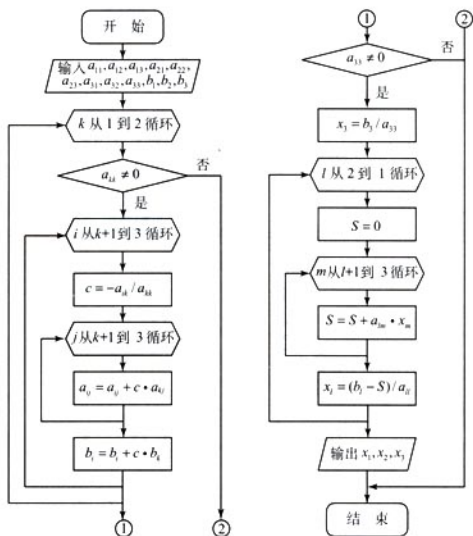 开 始
输入a₁₁,a₁₂,a₁₃,a₂₁,a₂₂,
a₂₃,a₃₁,a₃₂,a₃₃,b₁,b₂,b₃
k从1到2循环
aₖₖ≠0
否
是
i从k+1到3循环
c=-aᵢₖ/aₖₖ
j从k+1到 3循环
aᵢⱼ=aᵢⱼ+c•aₖⱼ
bᵢ=bᵢ+c•bₖ
①
②
①
②
a₃₃≠0
否
是
x₃=b₃/a₃₃
l从2到 1循环
S=0
m从l+1到 3循环
S=S+aₗₘ•xₘ
xₗ=(bₗ-S)/aₗₗ
输出x₁,x₂,x₃
结 束